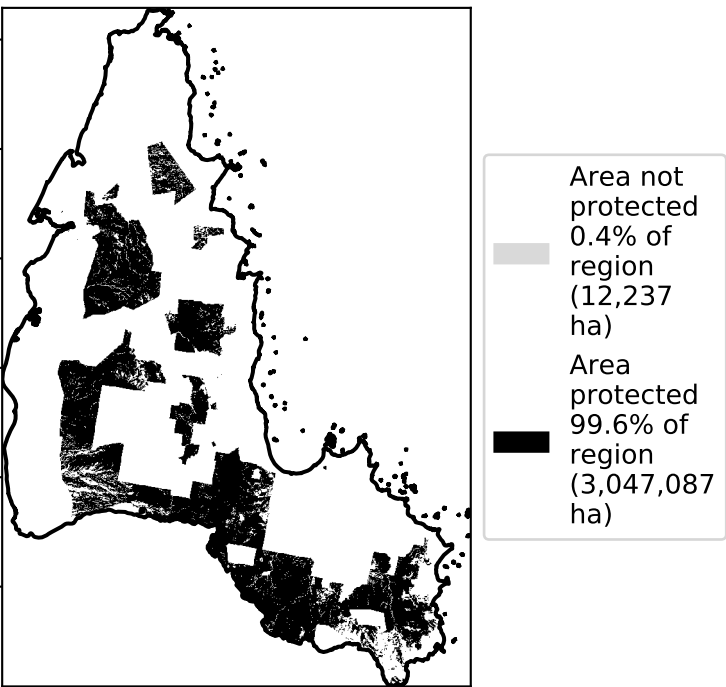 Area not
protected
0.4% of
region
(12,237
ha)
Area
protected
99.6% of
region
(3,047,087
ha)